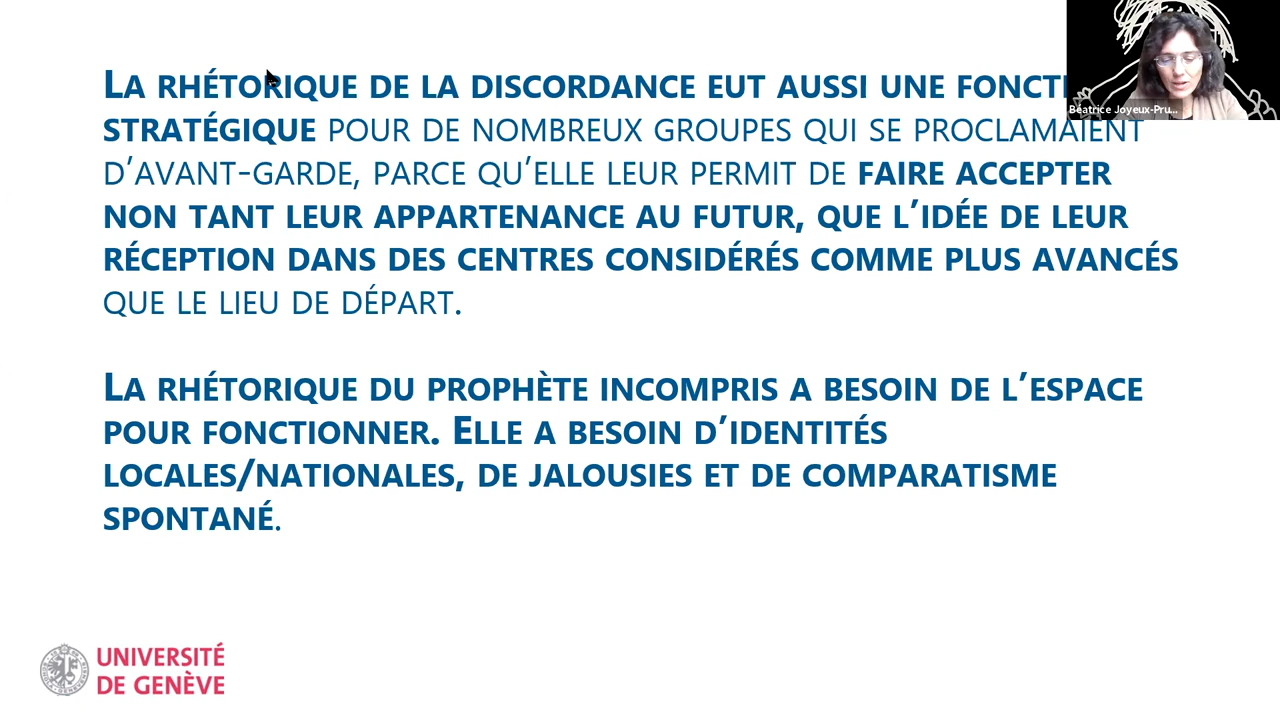 LA RHÉTORIQUE DE LA DISCORDANCE EUT AUSSI UNE
STRATÉGIQUE POUR DE NOMBREUX GROUPES QUI SE PROCLAMAIENT
D'AVANT-GARDE, PARCE QU'ELLE LEUR PERMIT DE FAIRE ACCEPTER
NON TANT LEUR APPARTENANCE AU FUTUR, QUE L'IDÉE DE LEUR
RÉCEPTION DANS DES CENTRES CONSIDÉRÉS COMME PLUS AVANCÉS
QUE LE LIEU DE DÉPART.
LA RHÉTORIQUE DU PROPHÈTE INCOMPRIS A BESOIN DE L'ESPACE
POUR FONCTIONNER. ELLE A BESOIN D'IDENTITÉS
LOCALES/NATIONALES, DE JALOUSIES ET DE COMPARATISME
SPONTANÉ.
Béatrice Joyeux-Pru...
UNIVERSITÉ
DE GENÈVE